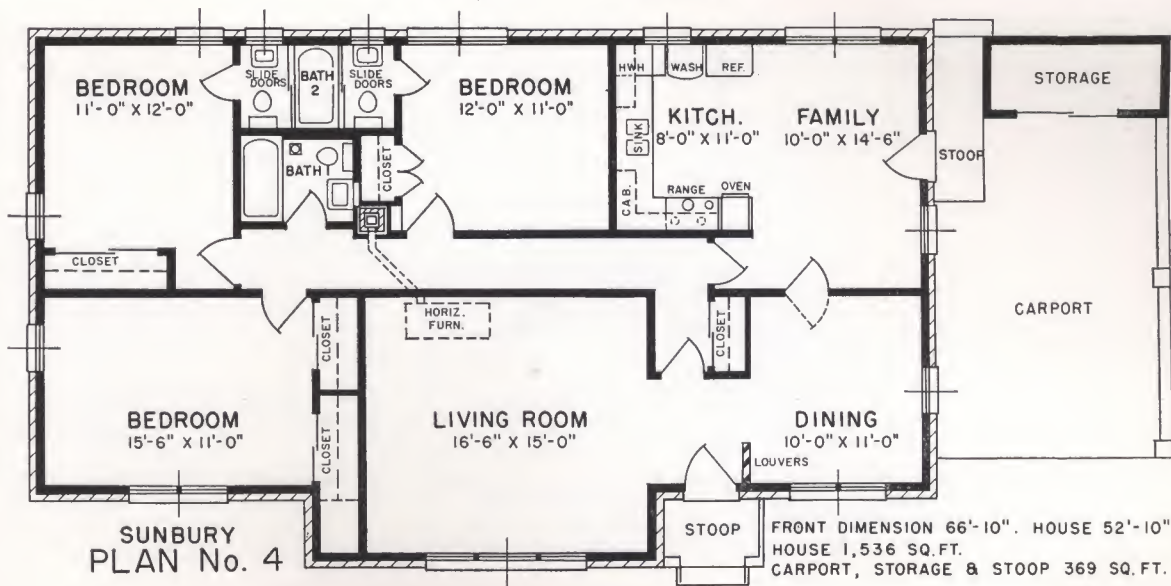 BEDROOM
11'-0" X 12'-0"
SLIDE
DOORS
BATH
2
SLIDE
DOORS
BEDROOM
12'-0" X 11'-0"
HWH
WASH
REF.
KITCH.
8'-0" X 11'-0"
SINK
CAB.
RANGE
OVEN
FAMILY
10'-0" X 14'-6"
STOOP
STORAGE
CARPORT
BATH 1
CLOSET
CLOSET
HORIZ.
FURN.
BEDROOM
15'-6" X 11'-0"
CLOSET
CLOSET
LIVING ROOM
16'-6" X 15'-0"
CLOSET
DINING
10'-0" X 11'-0"
LOUVERS
STOOP
SUNBURY
PLAN No. 4
FRONT DIMENSION 66'-10". HOUSE 52'-10"
HOUSE 1,536 SQ.FT.
CARPORT, STORAGE & STOOP 369 SQ.FT.